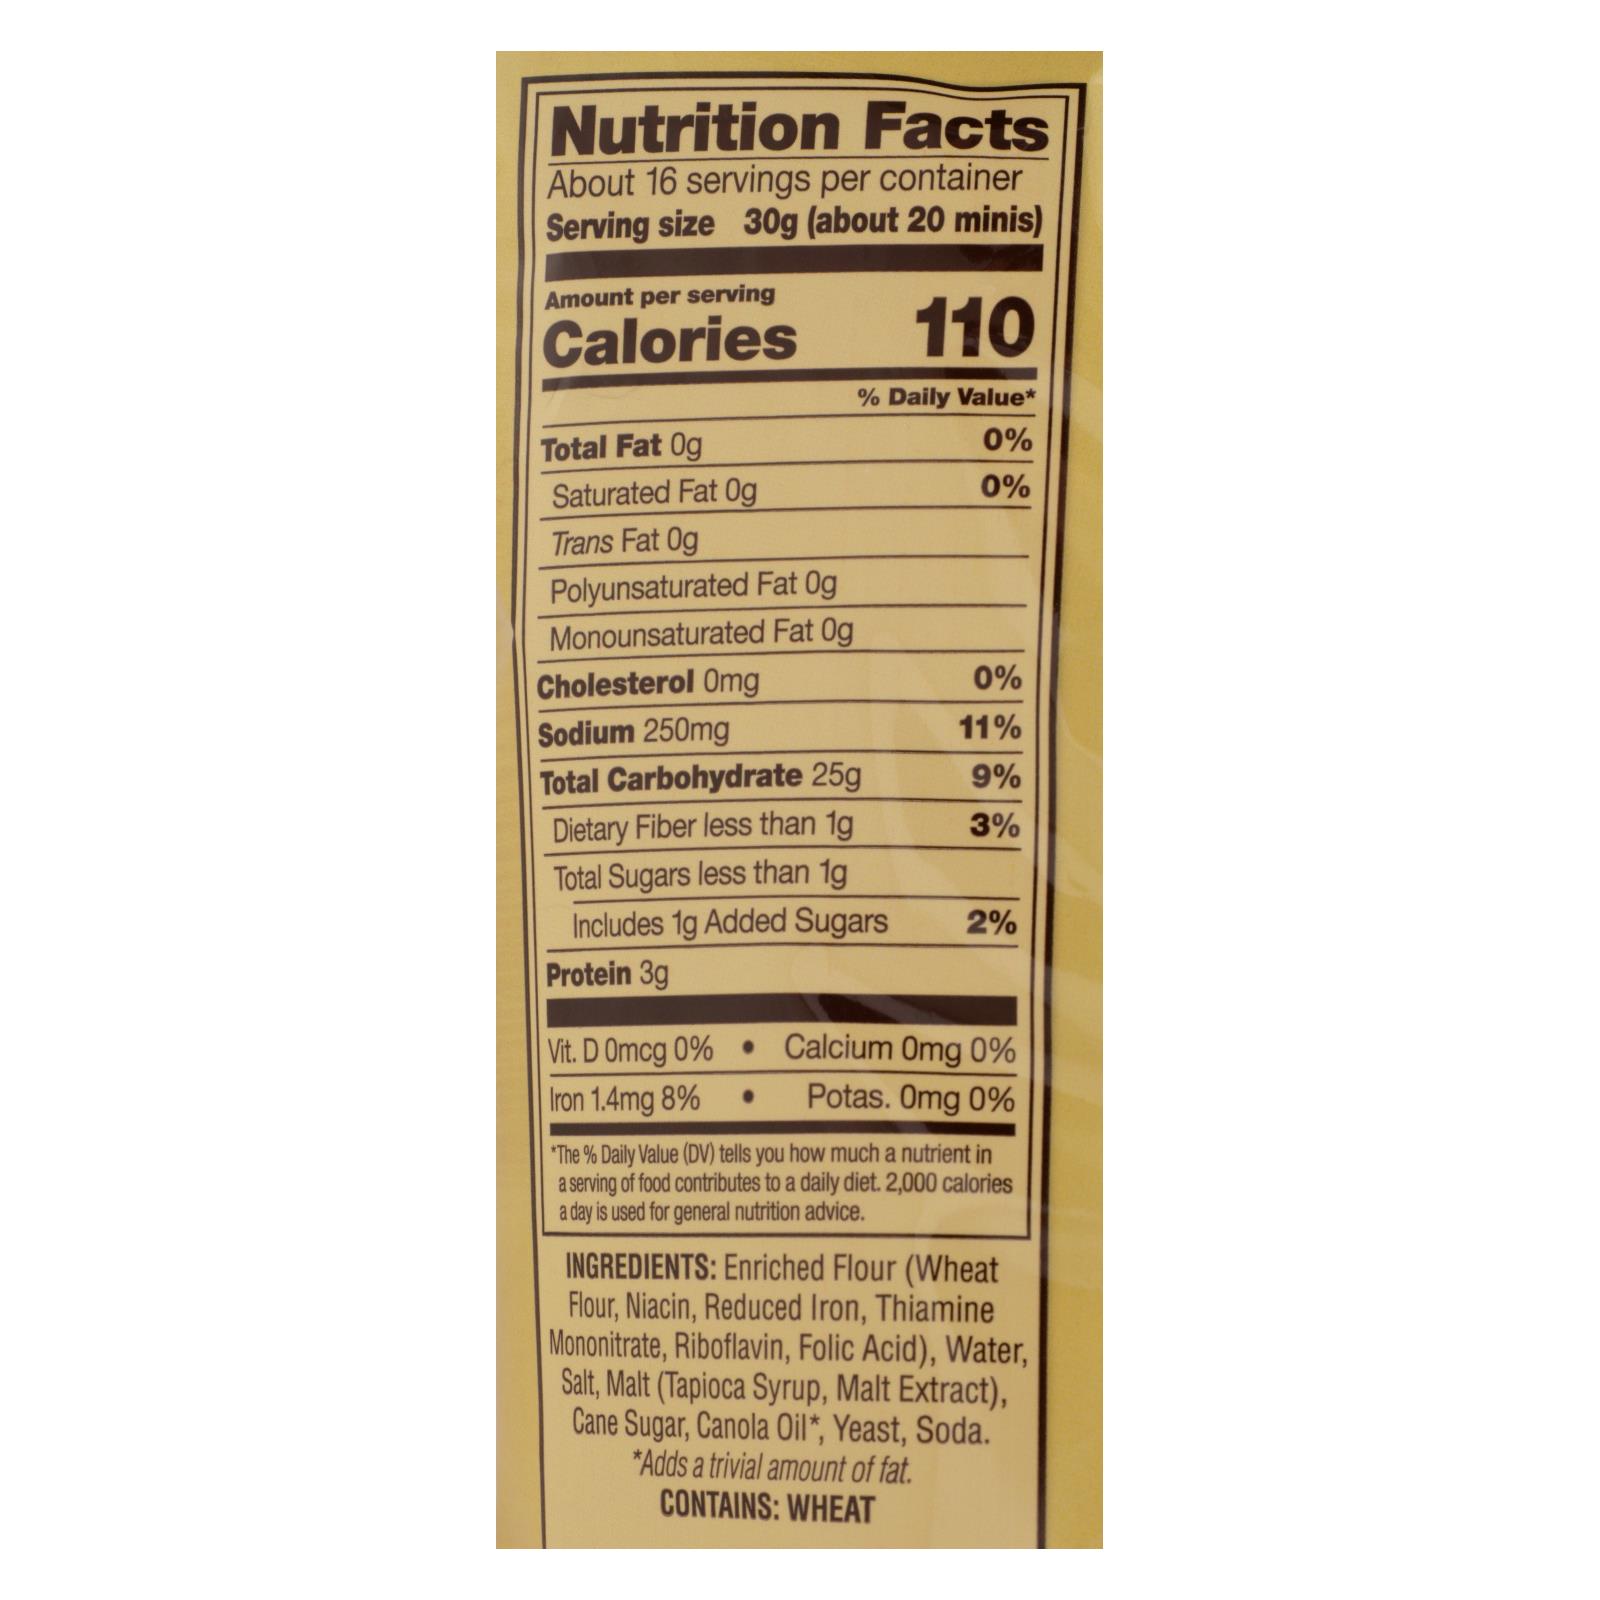 Nutrition Facts
About 16 servings per container
Serving size 30g (about 20 minis)
Amount per serving
Calories 110
% Daily Value*
Total Fat 0g 0%
Saturated Fat 0g 0%
Trans Fat 0g
Polyunsaturated Fat 0g
Monounsaturated Fat 0g
Cholesterol 0mg 0%
Sodium 250mg 11%
Total Carbohydrate 25g 9%
Dietary Fiber less than 1g 3%
Total Sugars less than 1g
Includes 1g Added Sugars 2%
Protein 3g
Vit. D 0mcg 0% • Calcium 0mg 0%
Iron 1.4mg 8% • Potas. 0mg 0%
*The % Daily Value (DV) tells you how much a nutrient in
a serving of food contributes to a daily diet. 2,000 calories
a day is used for general nutrition advice.
INGREDIENTS: Enriched Flour (Wheat
Flour, Niacin, Reduced Iron, Thiamine
Mononitrate, Riboflavin, Folic Acid), Water,
Salt, Malt (Tapioca Syrup, Malt Extract),
Cane Sugar, Canola Oil*, Yeast, Soda.
*Adds a trivial amount of fat.
CONTAINS: WHEAT